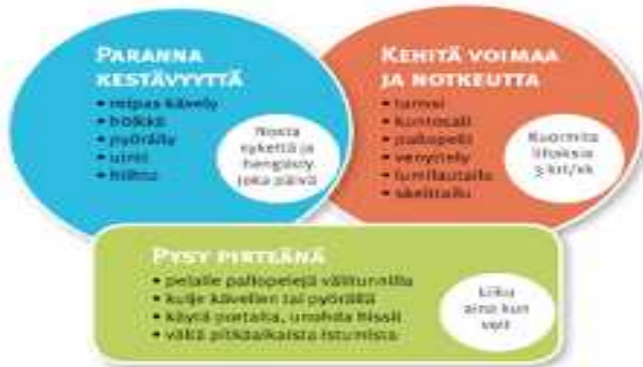 PARANNA
KESTÄVYYTTÄ
• reipas kävely
• hölkkä
• pyöräily
• uinti
• hiihto
Nosta
sykettä ja
hengästy
joka päivä
KEHITÄ VOIMAA
JA NOTKEUTTA
• tanssi
• kuntosali
• pallopelit
• venyttely
• lumilautailu
• skeittailu
Kuormita
lihaksia
3 krt/vk
PYSY PIRTEÄNÄ
• pelaile pallopelejä välitunnilla
• kulje kävellen tai pyörällä
• käytä portaita, unohda hissit
• vältä pitkäaikaista istumista
Liiku
aina kun
voit